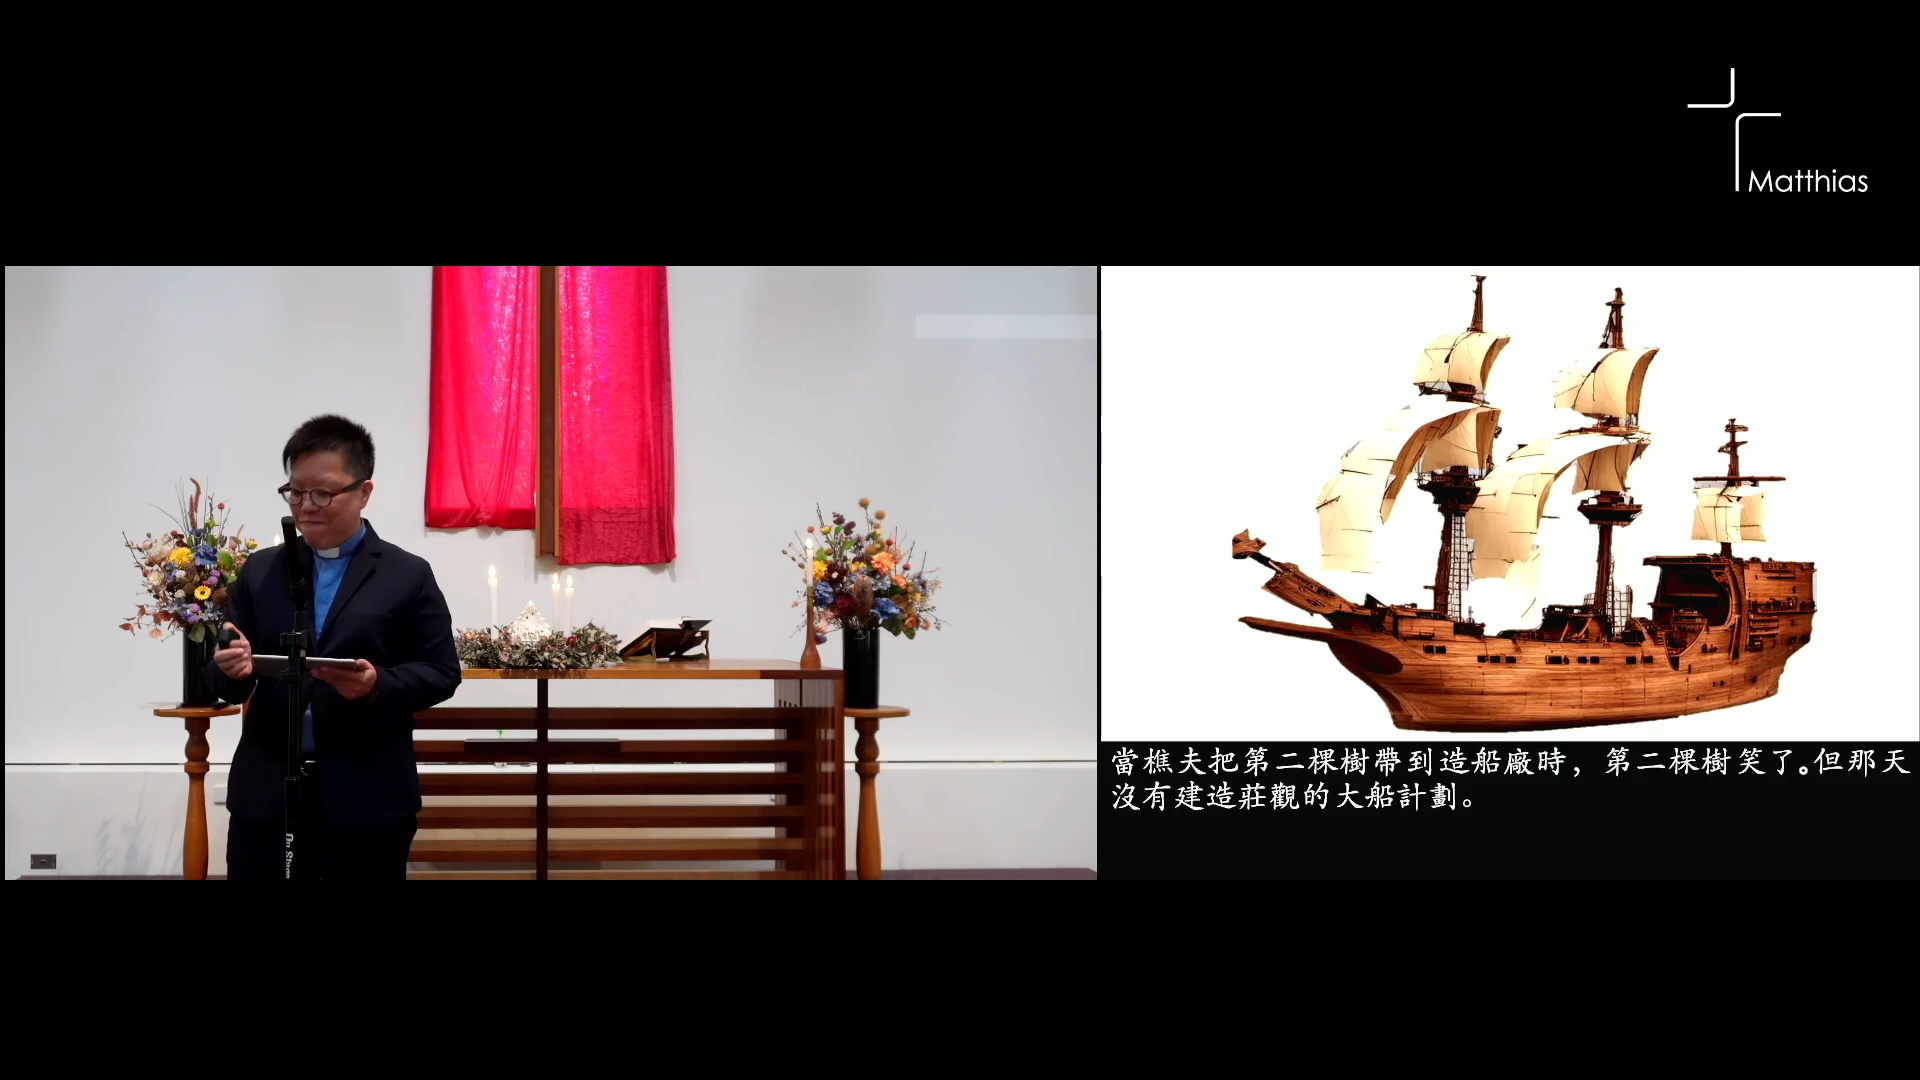 Matthias
當樵夫把第二棵樹帶到造船廠時，第二棵樹笑了。但那天
沒有建造莊觀的大船計劃。